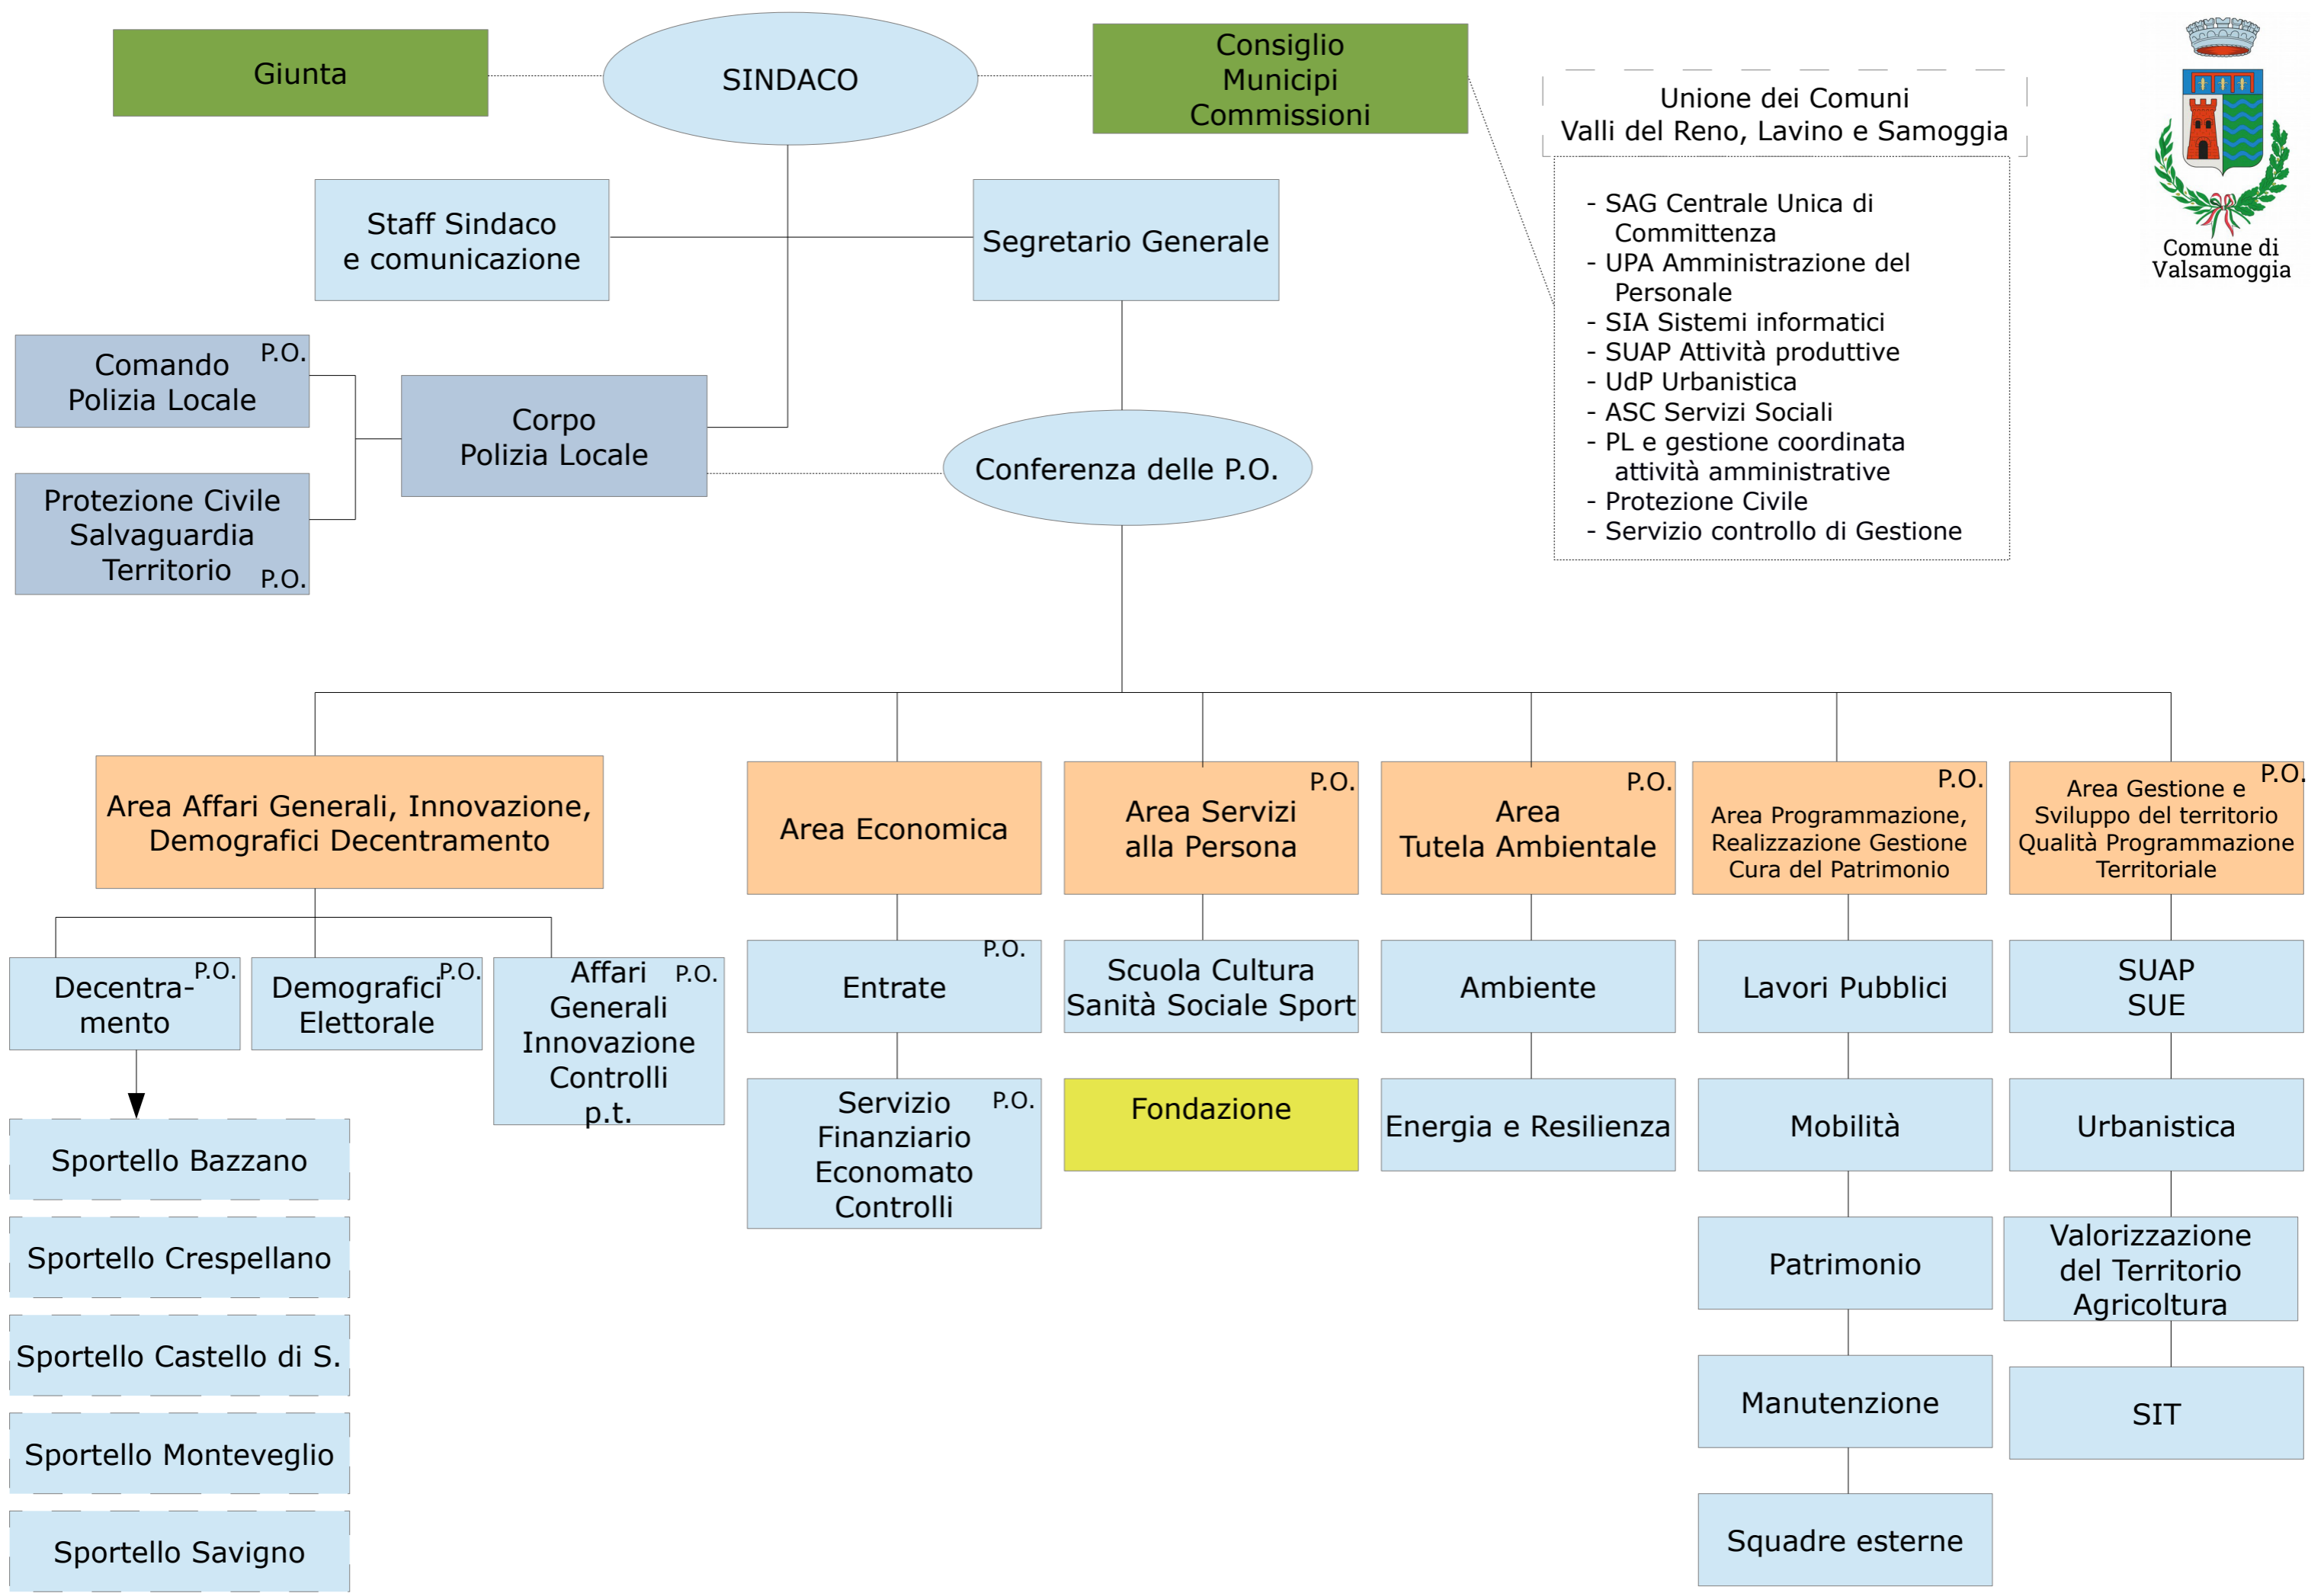 Giunta
SINDACO
Consiglio
Municipi
Commissioni
Unione dei Comuni
Valli del Reno, Lavino e Samoggia
- SAG Centrale Unica di
Committenza
- UPA Amministrazione del
Personale
- SIA Sistemi informatici
- SUAP Attività produttive
- UdP Urbanistica
- ASC Servizi Sociali
- PL e gestione coordinata
attività amministrative
- Protezione Civile
- Servizio controllo di Gestione
Comune di
Valsamoggia
Staff Sindaco
e comunicazione
Segretario Generale
Comando
Polizia Locale
P.O.
Corpo
Polizia Locale
Protezione Civile
Salvaguardia
Territorio
P.O.
Conferenza delle P.O.
Area Affari Generali, Innovazione,
Demografici Decentramento
Area Economica
P.O.
Area Servizi
alla Persona
P.O.
Area
Tutela Ambientale
P.O.
Area Programmazione,
Realizzazione Gestione
Cura del Patrimonio
P.O.
Area Gestione e
Sviluppo del territorio
Qualità Programmazione
Territoriale
P.O.
Decentra-
mento
P.O.
Demografici
Elettorale
P.O.
Affari
Generali
Innovazione
Controlli
p.t.
P.O.
Entrate
Scuola Cultura
Sanità Sociale Sport
Ambiente
Lavori Pubblici
SUAP
SUE
P.O.
Servizio
Finanziario
Economato
Controlli
Fondazione
Energia e Resilienza
Mobilità
Urbanistica
Sportello Bazzano
Sportello Crespellano
Sportello Castello di S.
Sportello Monteveglio
Sportello Savigno
Patrimonio
Valorizzazione
del Territorio
Agricoltura
Manutenzione
SIT
Squadre esterne